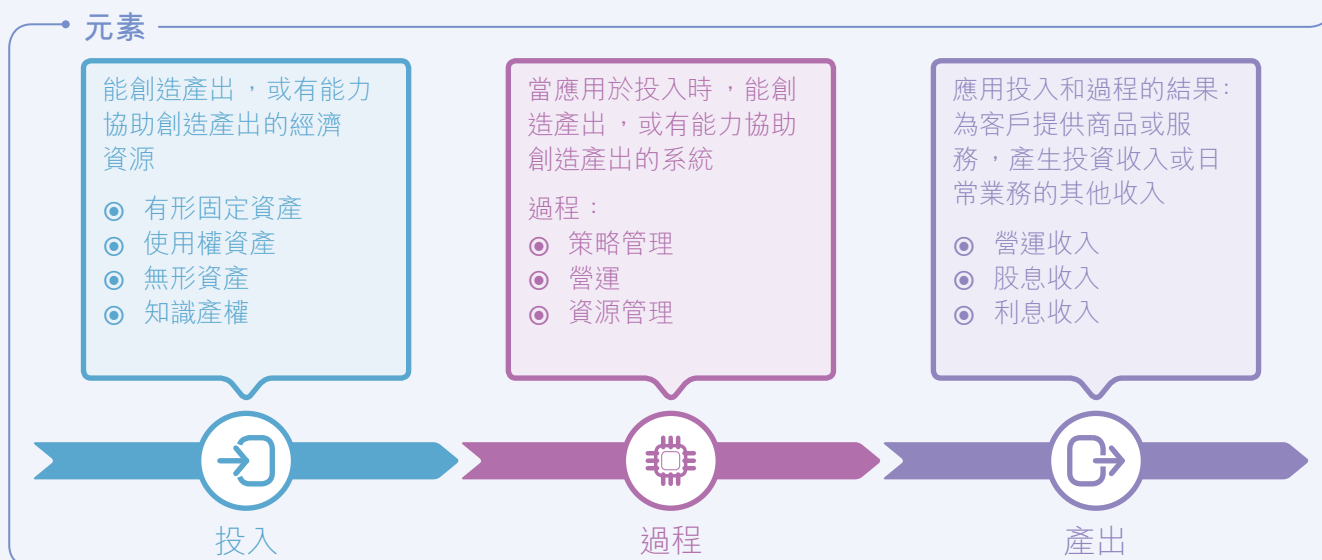 元素
能創造產出，或有能力
協助創造產出的經濟
資源
有形固定資產
使用權資產
無形資產
知識產權
投入
當應用於投入時，能創
造產出，或有能力協助
創造產出的系統
過程：
策略管理
營運
資源管理
過程
應用投入和過程的結果：
為客戶提供商品或服
務，產生投資收入或日
常業務的其他收入
營運收入
股息收入
利息收入
產出